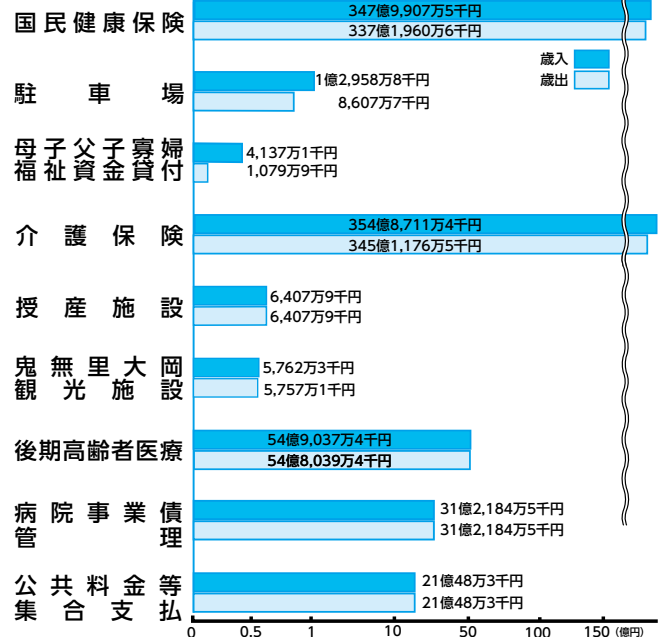 国民健康保険
347億9,907万5千円
337億1,960万6千円
歳入
歳出
駐車場
1億2,958万8千円
8,607万7千円
母子父子寡婦
福祉資金貸付
4,137万1千円
1,079万9千円
介護保険
354億8,711万4千円
345億1,176万5千円
授産施設
6,407万9千円
6,407万9千円
鬼無里大岡
観光施設
5,762万3千円
5,757万1千円
後期高齢者医療
54億9,037万4千円
54億8,039万4千円
病院事業債
管理
31億2,184万5千円
31億2,184万5千円
公共料金等
集合支払
21億48万3千円
21億48万3千円
0 0.5 1 10 50 100 150 (億円)